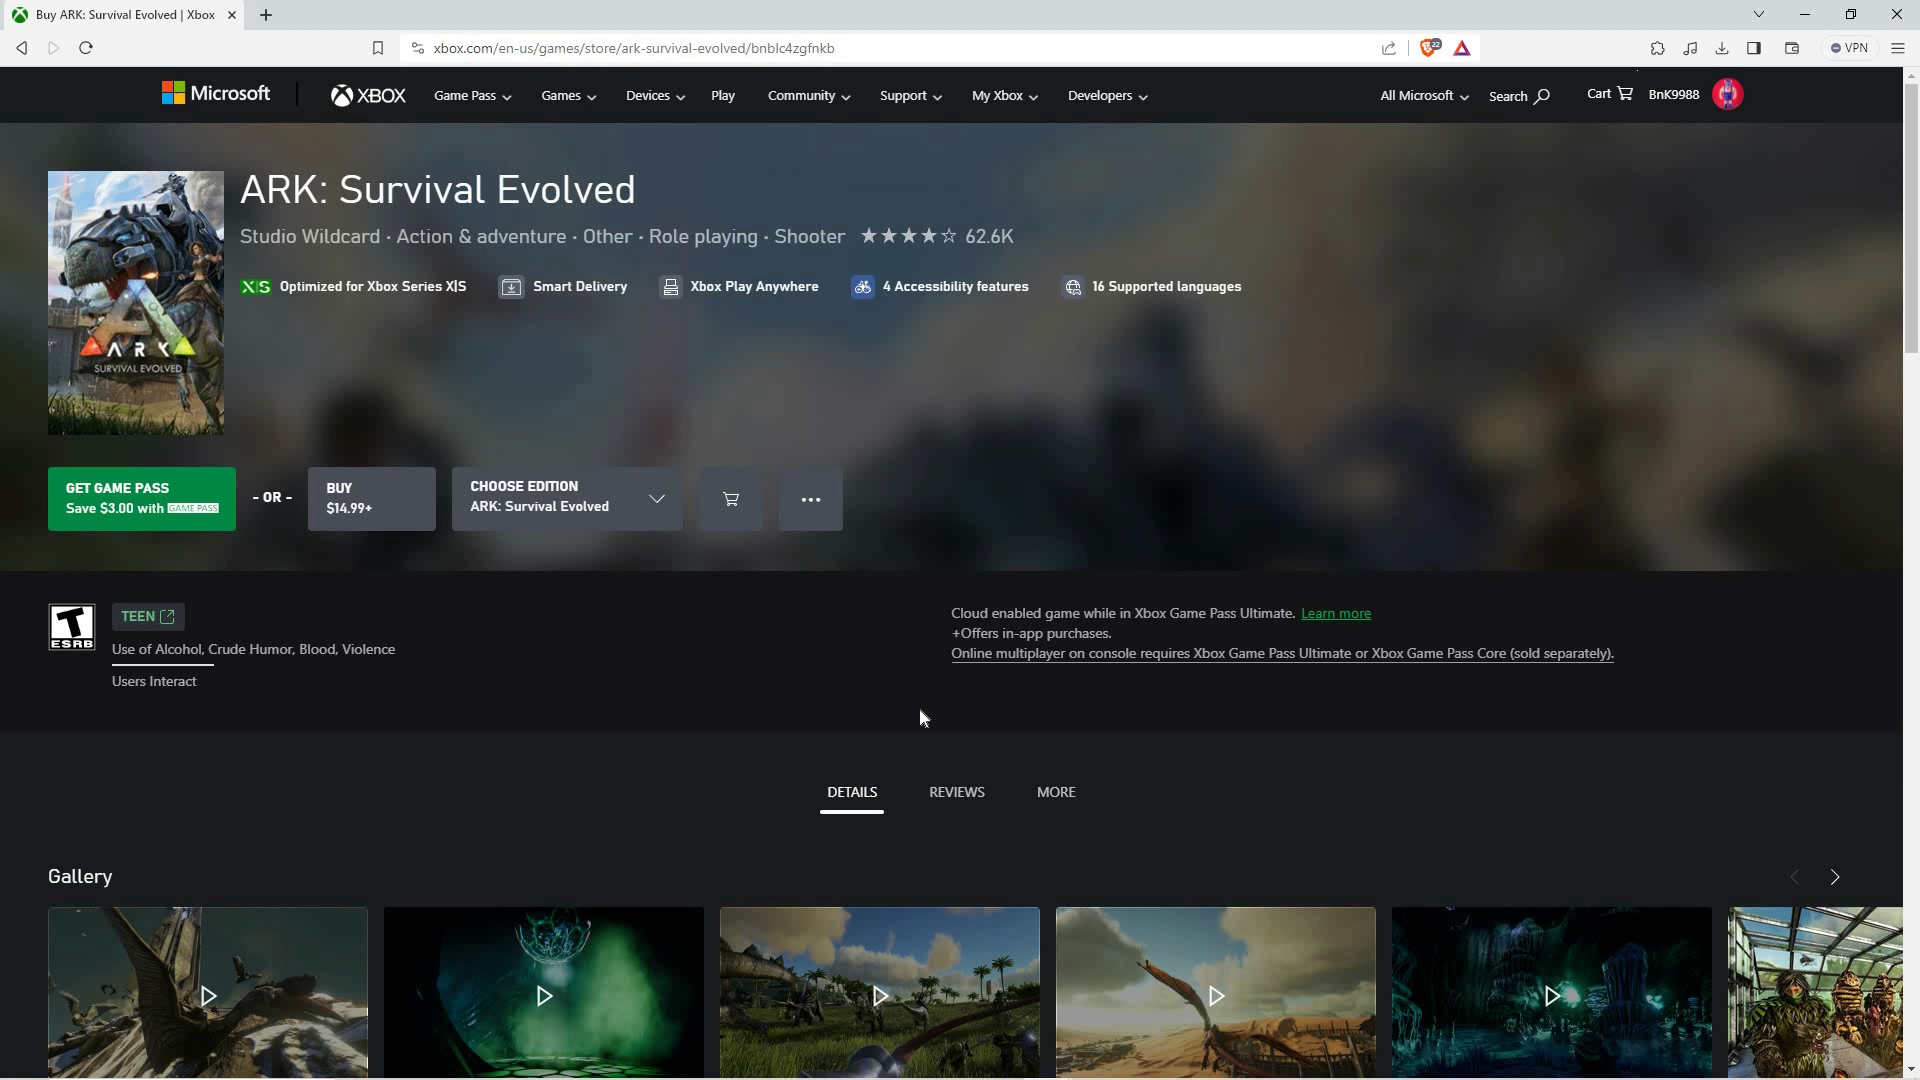 Buy ARK: Survival Evolved | Xbox
xbox.com/en-us/games/store/ark-survival-evolved/bnblc4zgfnkb
22
VPN
Microsoft
XBOX
Game Pass
Games
Devices
Play
Community
Support
My Xbox
Developers
All Microsoft
Search
Cart
BnK9988
ARK: Survival Evolved
Studio Wildcard · Action & adventure · Other · Role playing · Shooter ★★★★☆ 62.6K
X|S Optimized for Xbox Series X|S
Smart Delivery
Xbox Play Anywhere
4 Accessibility features
16 Supported languages
ARK
SURVIVAL EVOLVED
GET GAME PASS
Save $3.00 with GAME PASS
- OR -
BUY
$14.99+
CHOOSE EDITION
ARK: Survival Evolved
T
ESRB
TEEN
Use of Alcohol, Crude Humor, Blood, Violence
Users Interact
Cloud enabled game while in Xbox Game Pass Ultimate. Learn more
+Offers in-app purchases.
Online multiplayer on console requires Xbox Game Pass Ultimate or Xbox Game Pass Core (sold separately).
DETAILS
REVIEWS
MORE
Gallery